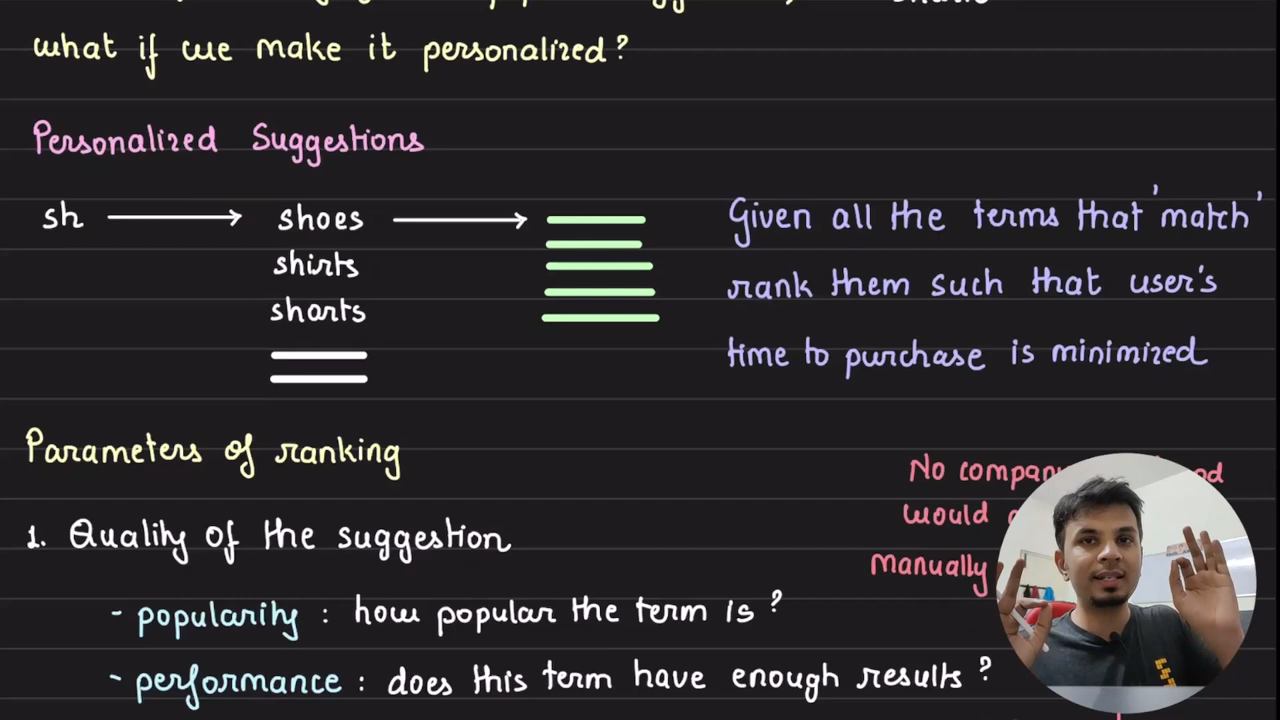 what if we make it personalized?
Personalized Suggestions
sh shoes
shirts
shorts
Given all the terms that 'match'
rank them such that user's
time to purchase is minimized
Parameters of ranking
No
would
manually
1. Quality of the suggestion
- popularity : how popular the term is ?
- performance : does this term have enough results ?